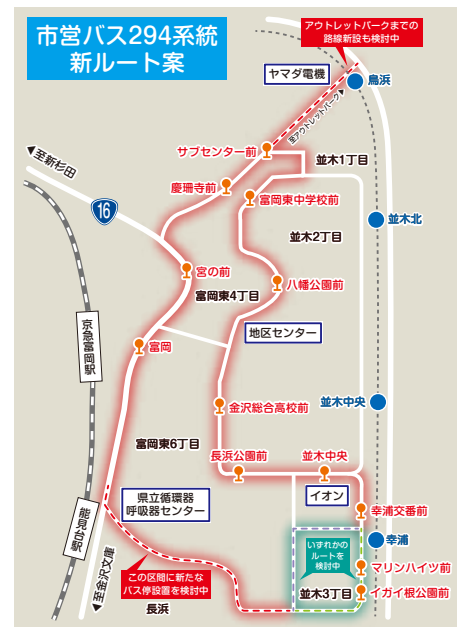 市営バス294系統
新ルート案
アウトレットパークまでの
路線新設も検討中
ヤマダ電機
鳥浜
至アウトレットパーク▶
サブセンター前
並木1丁目
◀至新杉田
慶珊寺前
富岡東中学校前
16
並木北
並木2丁目
宮の前
富岡東4丁目
八幡公園前
地区センター
京急富岡駅
富岡
金沢総合高校前
並木中央
富岡東6丁目
長浜公園前
並木中央
県立循環器
呼吸器センター
イオン
幸浦交番前
能見台駅
いずれかの
ルートを
検討中
幸浦
マリンハイツ前
この区間に新たな
バス停設置を検討中
並木3丁目
イガイ根公園前
◀至金沢文庫
長浜